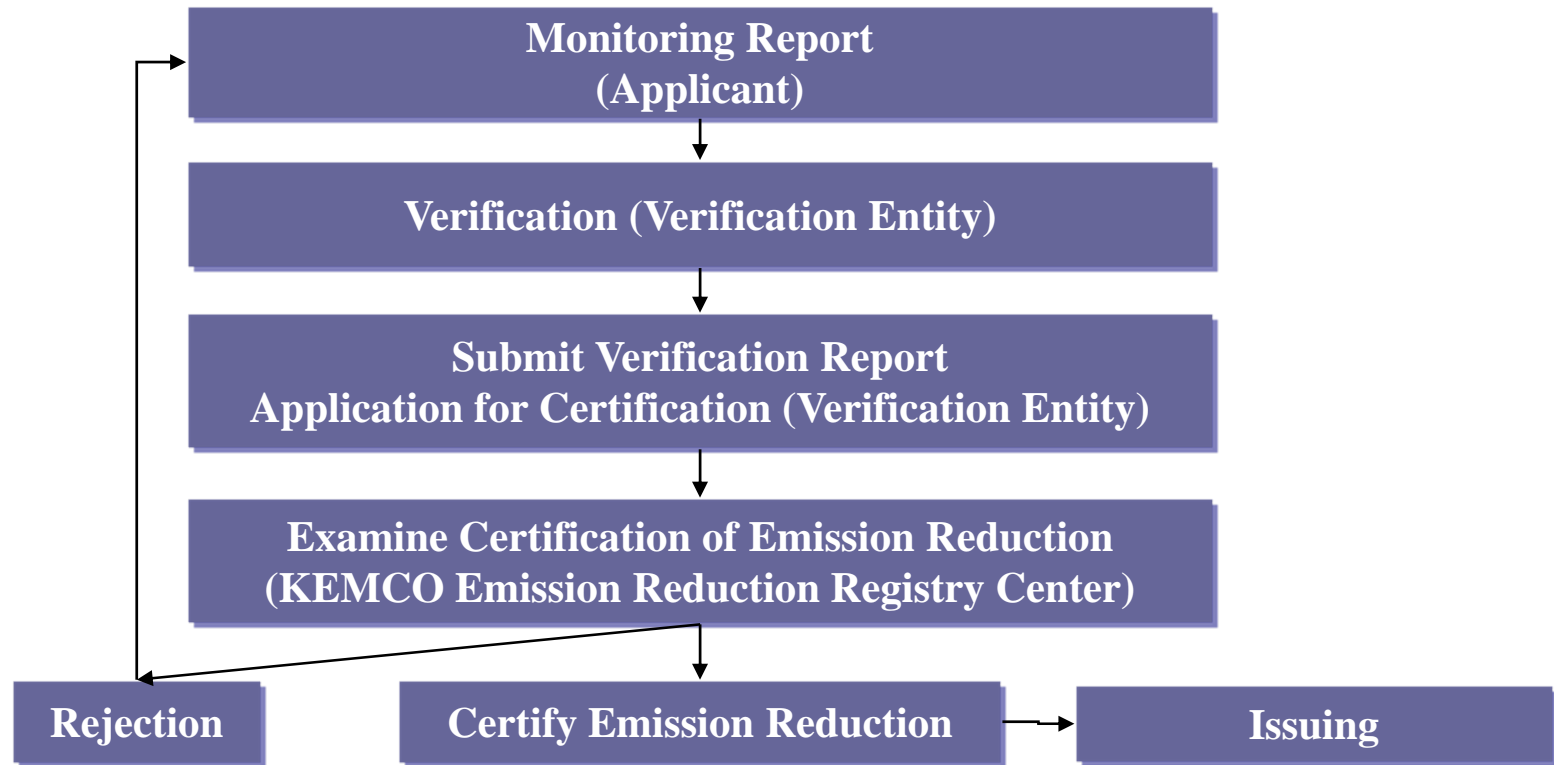 Monitoring Report
(Applicant)
Verification (Verification Entity)
Submit Verification Report
Application for Certification (Verification Entity)
Examine Certification of Emission Reduction
(KEMCO Emission Reduction Registry Center)
Rejection
Certify Emission Reduction
Issuing